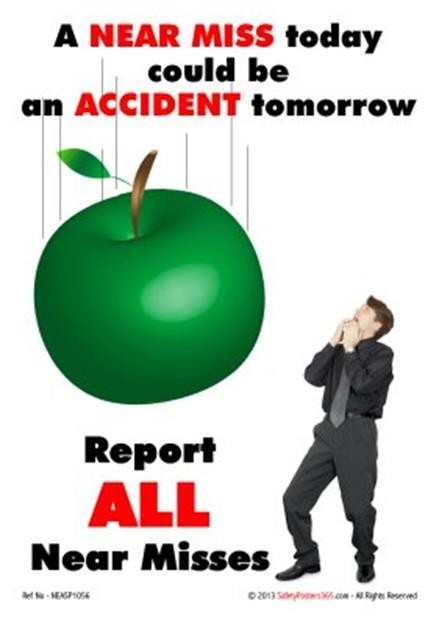 A NEAR MISS today
could be
an ACCIDENT tomorrow
Report
ALL
Near Misses
Ref No - NEASP1056
© 2013 SafetyPosters365.com - All Rights Reserved